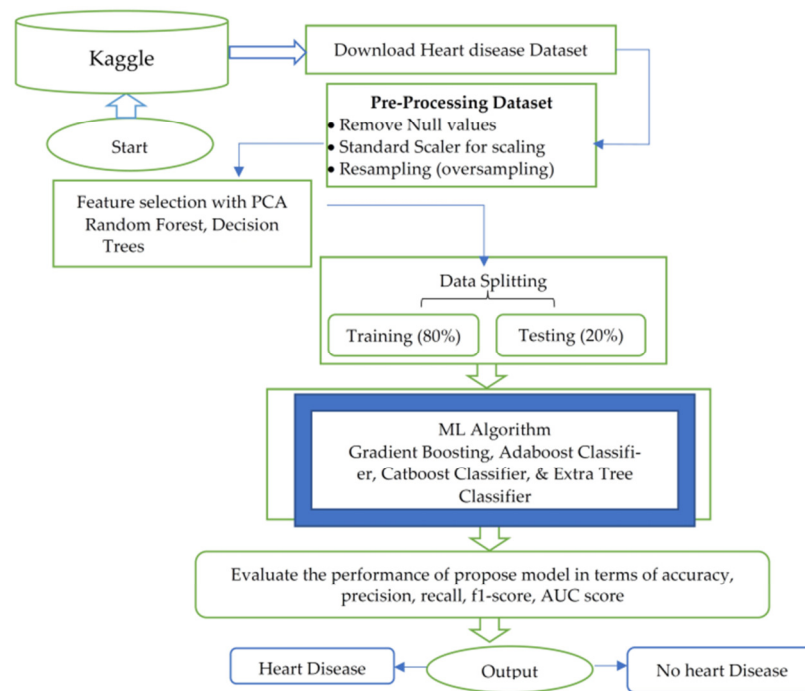 Kaggle
Download Heart disease Dataset
Start
Pre-Processing Dataset
• Remove Null values
• Standard Scaler for scaling
• Resampling (oversampling)
Feature selection with PCA
Random Forest, Decision
Trees
Data Splitting
Training (80%)
Testing (20%)
ML Algorithm
Gradient Boosting, Adaboost Classifi-
er, Catboost Classifier, & Extra Tree
Classifier
Evaluate the performance of propose model in terms of accuracy,
precision, recall, f1-score, AUC score
Heart Disease
Output
No heart Disease